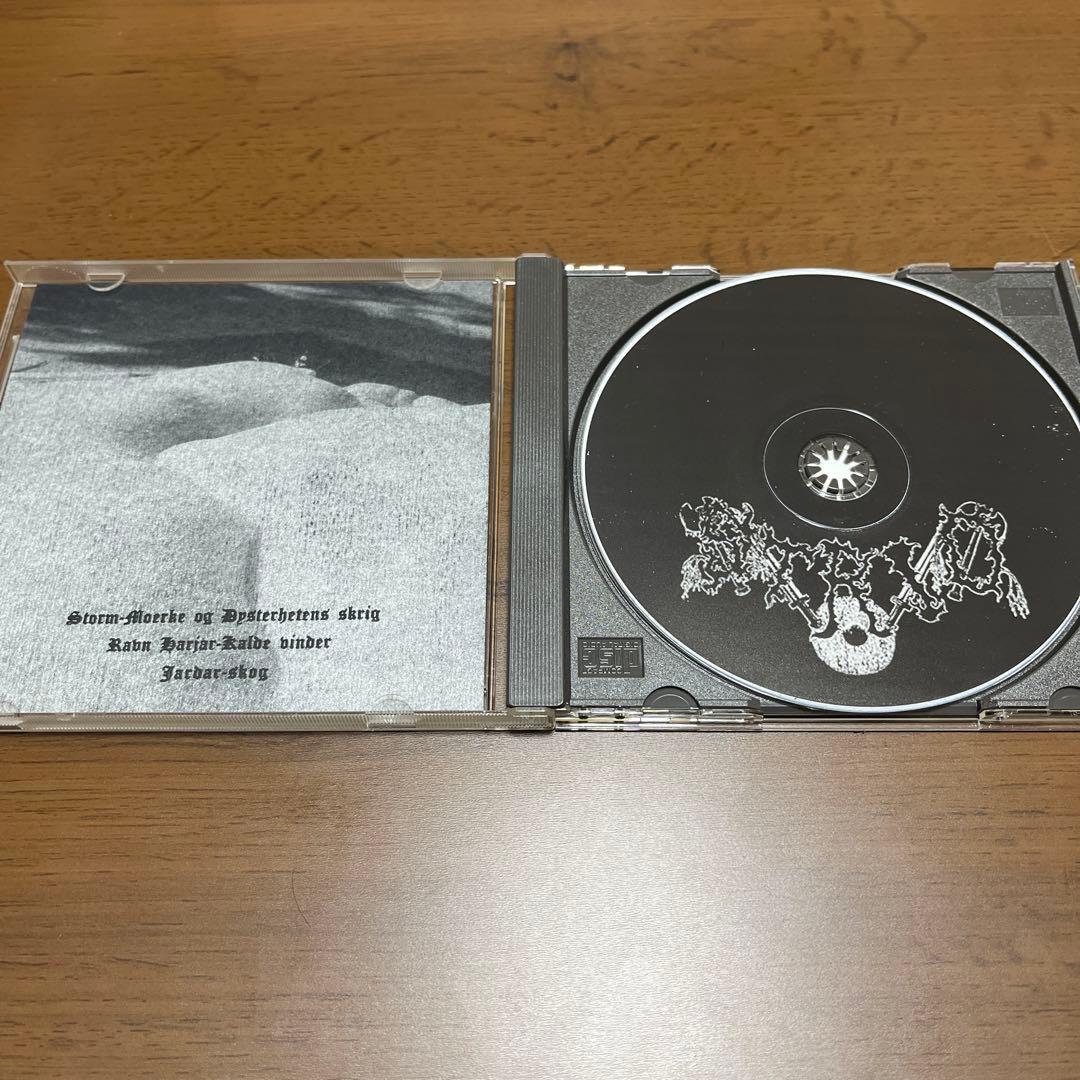 Storm-Moerke og Dysterhetens skrig
Ravn Harjar-Kalde vinder
Jardar-skog